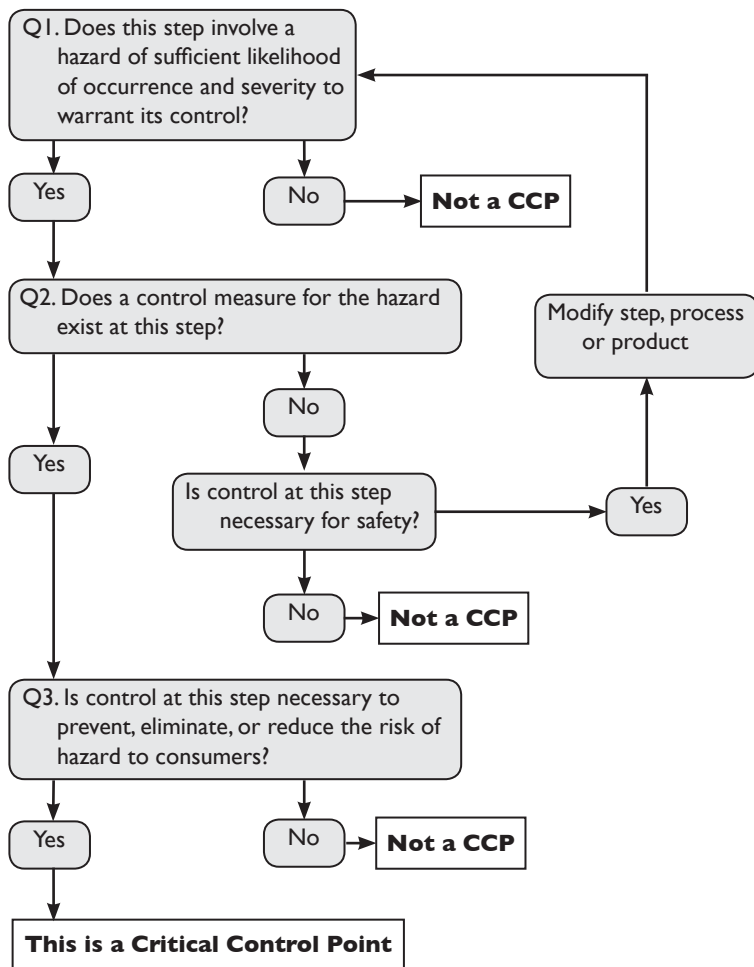 Q1. Does this step involve a
hazard of sufficient likelihood
of occurrence and severity to
warrant its control?
Yes
No
Not a CCP
Q2. Does a control measure for the hazard
exist at this step?
Modify step, process
or product
No
Yes
Is control at this step
necessary for safety?
Yes
No
Not a CCP
Q3. Is control at this step necessary to
prevent, eliminate, or reduce the risk of
hazard to consumers?
Yes
No
Not a CCP
This is a Critical Control Point